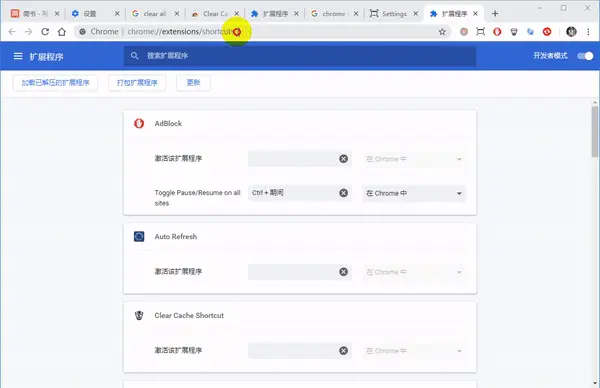 简书 - 利
设置
clear all
Clear Ca
扩展程序
chrome
Settings
扩展程序
Chrome | chrome://extensions/shortcuts
扩展程序
搜索扩展程序
开发者模式
加载已解压的扩展程序
打包扩展程序
更新
AdBlock
激活该扩展程序
在 Chrome 中
Toggle Pause/Resume on all
sites
Ctrl + 期间
在 Chrome 中
Auto Refresh
激活该扩展程序
在 Chrome 中
Clear Cache Shortcut
激活该扩展程序
在 Chrome 中